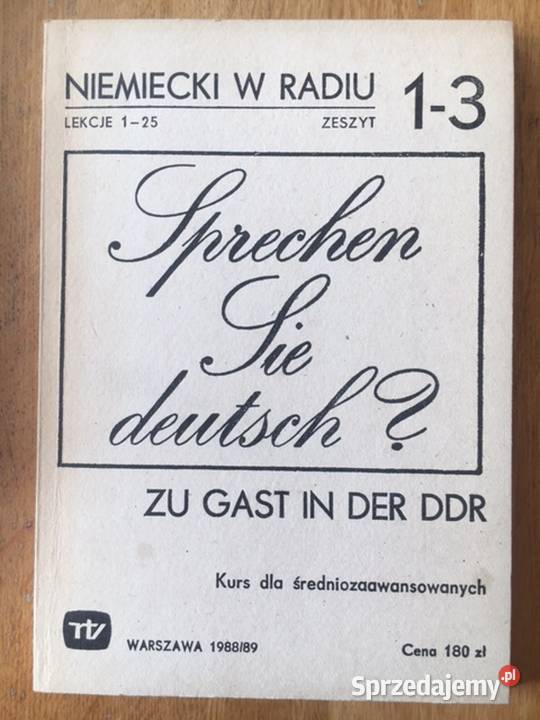 NIEMIECKI W RADIU 1-3
LEKCJE 1-25 ZESZYT
Sprechen
Sie
deutsch?
ZU GAST IN DER DDR
Kurs dla średniozaawansowanych
rtv WARSZAWA 1988/89 Cena 180 zł
Sprzedajemy.pl